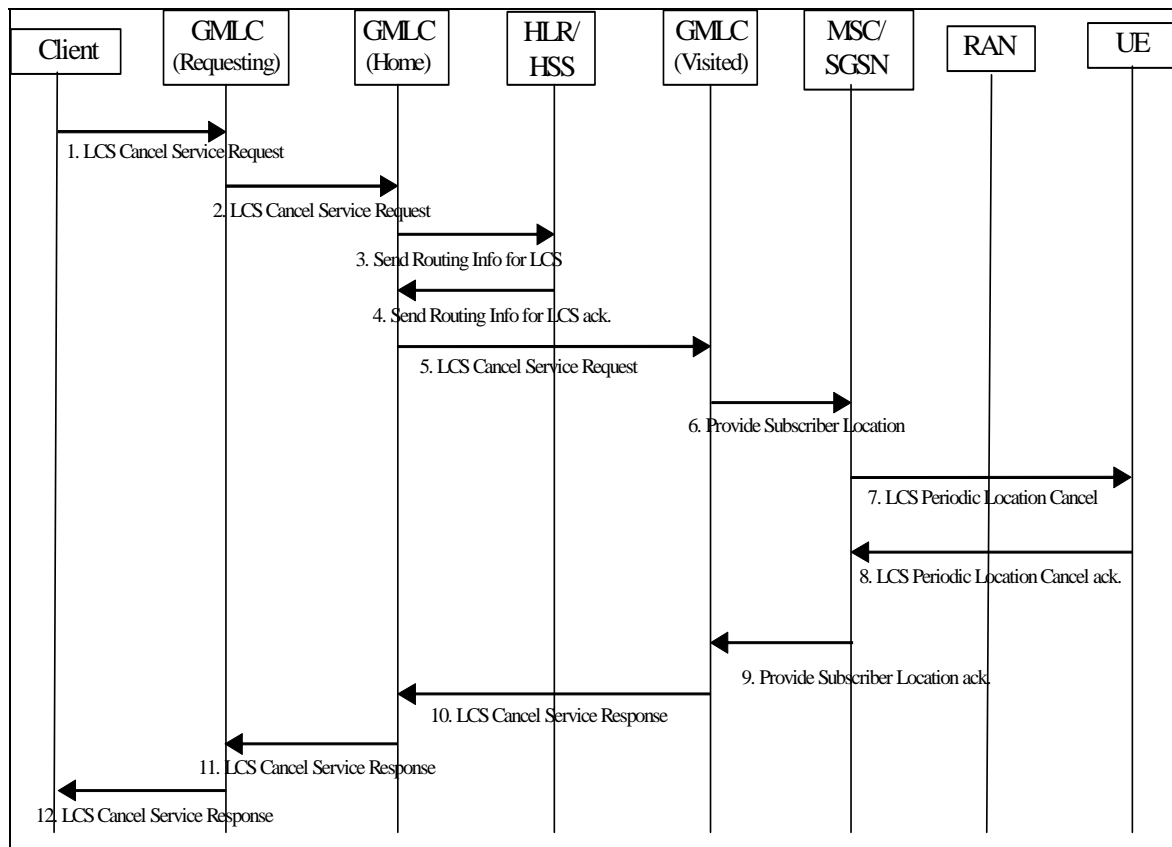 Client
GMLC
(Requesting)
GMLC
(Home)
HLR/
HSS
GMLC
(Visited)
MSC/
SGSN
RAN
UE
1. LCS Cancel Service Request
2. LCS Cancel Service Request
3. Send Routing Info for LCS
4. Send Routing Info for LCS ack.
5. LCS Cancel Service Request
6. Provide Subscriber Location
7. LCS Periodic Location Cancel
8. LCS Periodic Location Cancel ack.
9. Provide Subscriber Location ack.
10. LCS Cancel Service Response
11. LCS Cancel Service Response
12. LCS Cancel Service Response